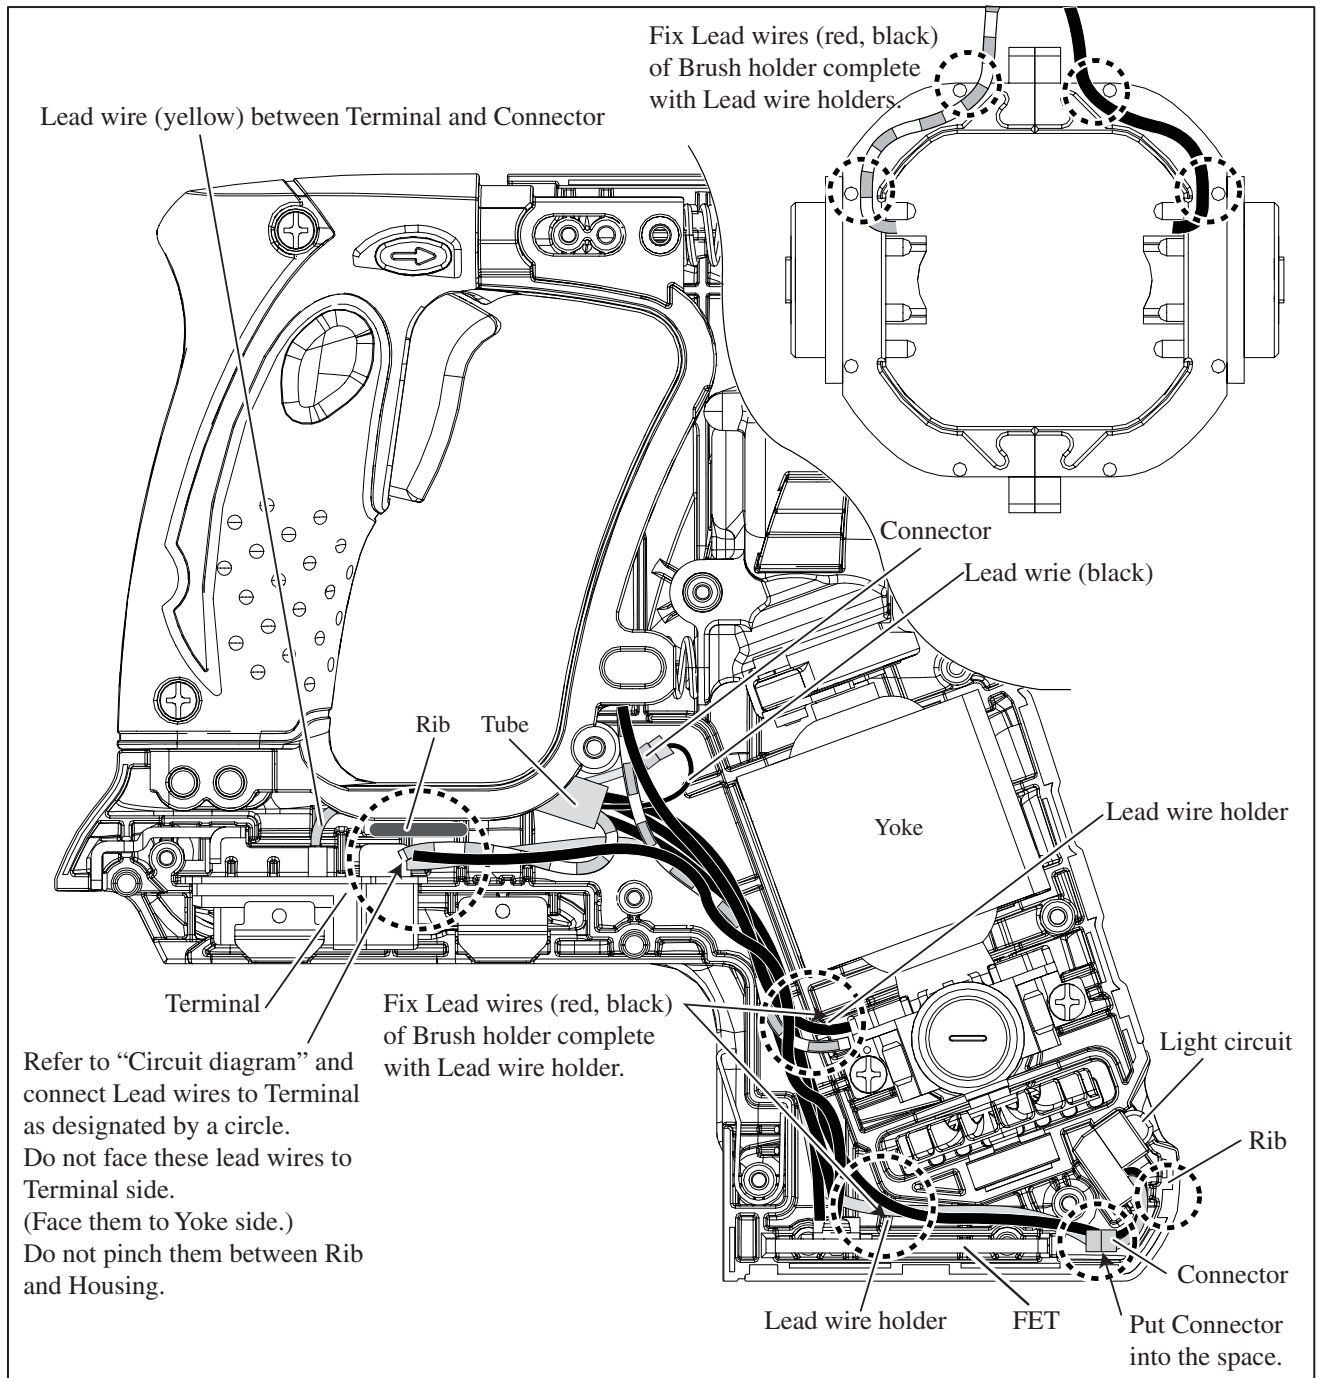 Fix Lead wires (red, black)
of Brush holder complete
with Lead wire holders.
Lead wire (yellow) between Terminal and Connector
Connector
Lead wrie (black)
Rib
Tube
Lead wire holder
Yoke
Terminal
Fix Lead wires (red, black)
of Brush holder complete
with Lead wire holder.
Light circuit
Rib
Refer to “Circuit diagram” and
connect Lead wires to Terminal
as designated by a circle.
Do not face these lead wires to
Terminal side.
(Face them to Yoke side.)
Do not pinch them between Rib
and Housing.
Connector
Lead wire holder
FET
Put Connector
into the space.